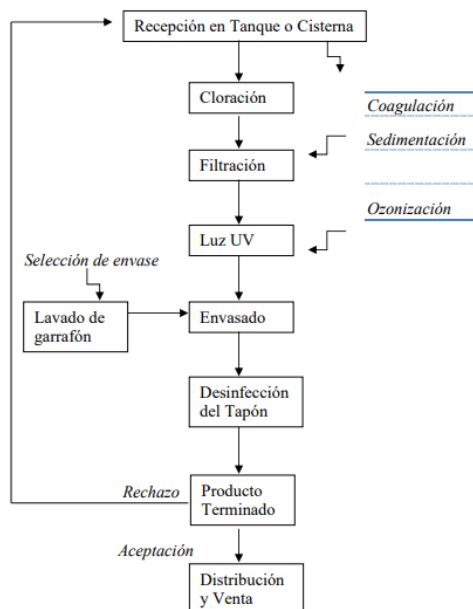 Recepción en Tanque o Cisterna
Cloración
Coagulación
Sedimentación
Filtración
Ozonización
Luz UV
Selección de envase
Lavado de
garrafón
Envasado
Desinfección
del Tapón
Rechazo
Producto
Terminado
Aceptación
Distribución
y Venta